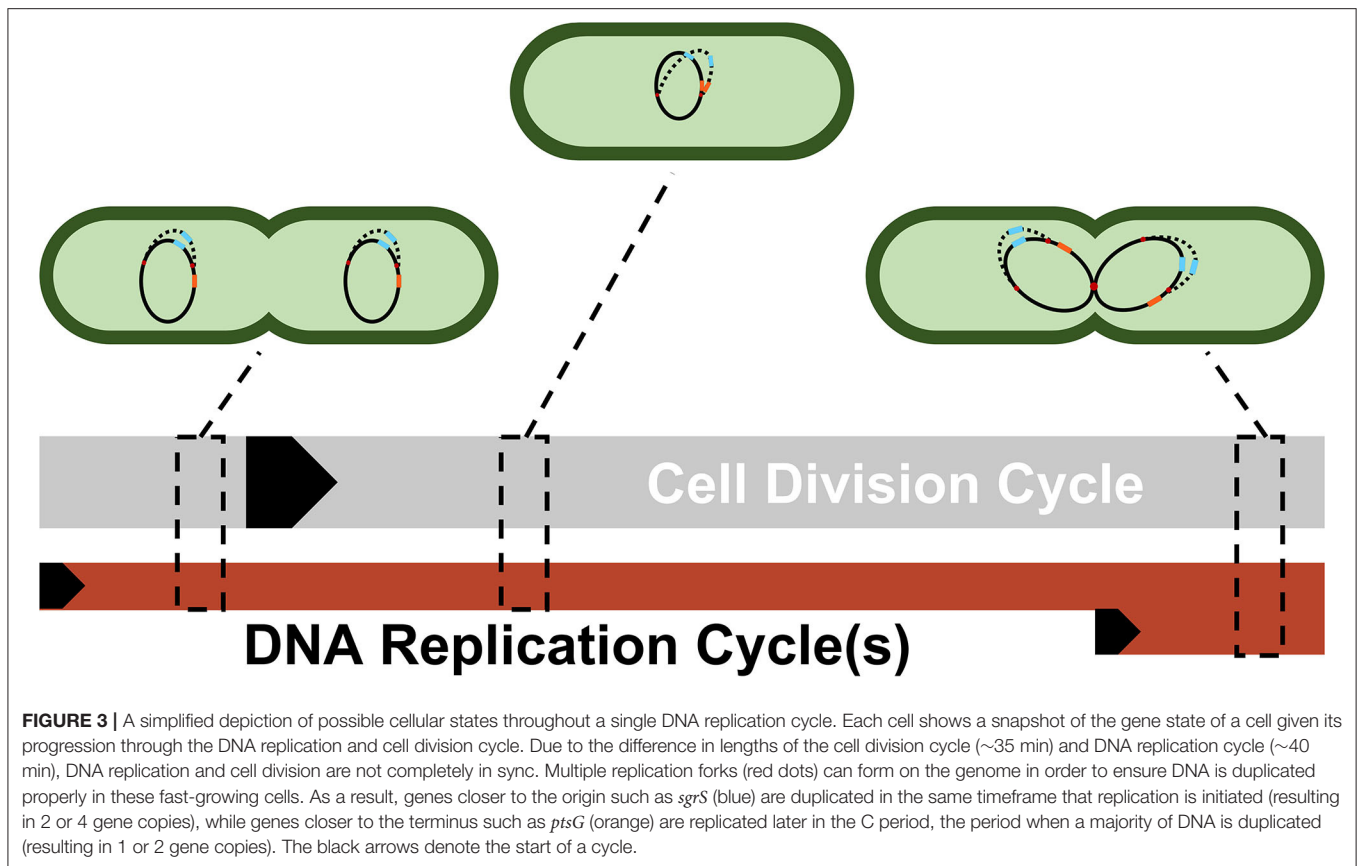 Cell Division Cycle
DNA Replication Cycle(s)
FIGURE 3 | A simplified depiction of possible cellular states throughout a single DNA replication cycle. Each cell shows a snapshot of the gene state of a cell given its
progression through the DNA replication and cell division cycle. Due to the difference in lengths of the cell division cycle (~35 min) and DNA replication cycle (~40
min), DNA replication and cell division are not completely in sync. Multiple replication forks (red dots) can form on the genome in order to ensure DNA is duplicated
properly in these fast-growing cells. As a result, genes closer to the origin such as sgrS (blue) are duplicated in the same timeframe that replication is initiated (resulting
in 2 or 4 gene copies), while genes closer to the terminus such as ptsG (orange) are replicated later in the C period, the period when a majority of DNA is duplicated
(resulting in 1 or 2 gene copies). The black arrows denote the start of a cycle.